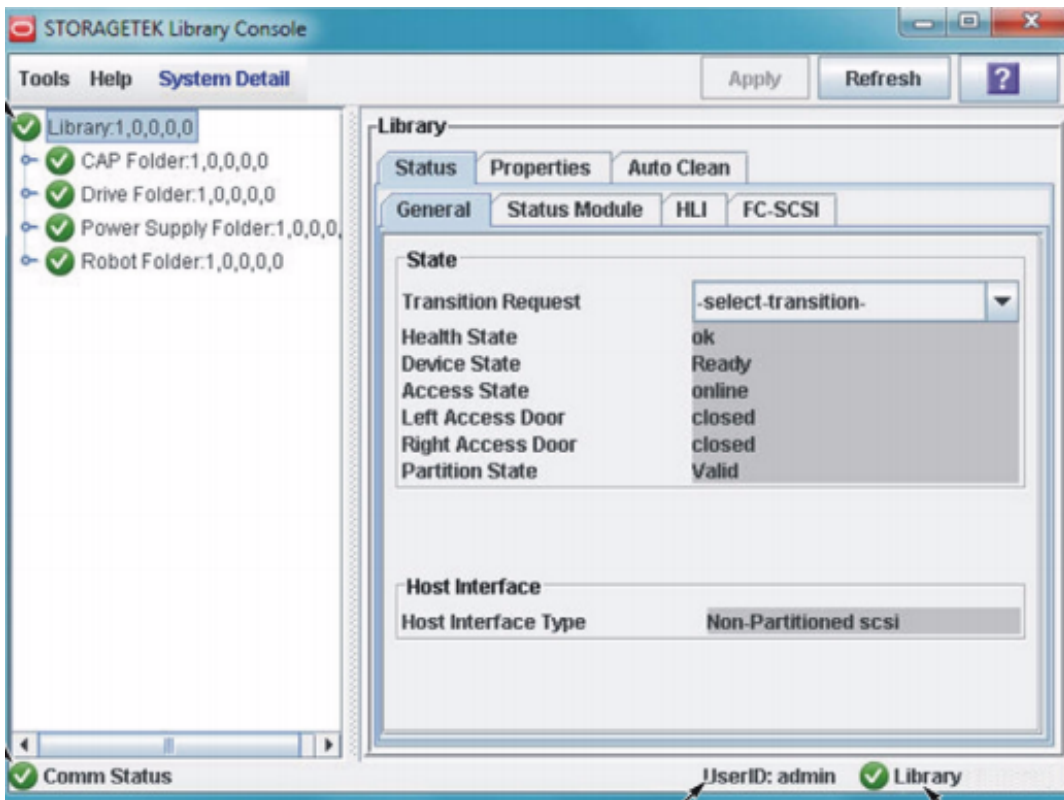 STORAGETEK Library Console
Tools Help System Detail Apply Refresh ?
Library:1,0,0,0,0
CAP Folder:1,0,0,0,0
Drive Folder:1,0,0,0,0
Power Supply Folder:1,0,0,0,
Robot Folder:1,0,0,0,0
Library
Status Properties Auto Clean
General Status Module HLI FC-SCSI
State
Transition Request -select-transition-
Health State ok
Device State Ready
Access State online
Left Access Door closed
Right Access Door closed
Partition State Valid
Host Interface
Host Interface Type Non-Partitioned scsi
Comm Status UserID: admin Library